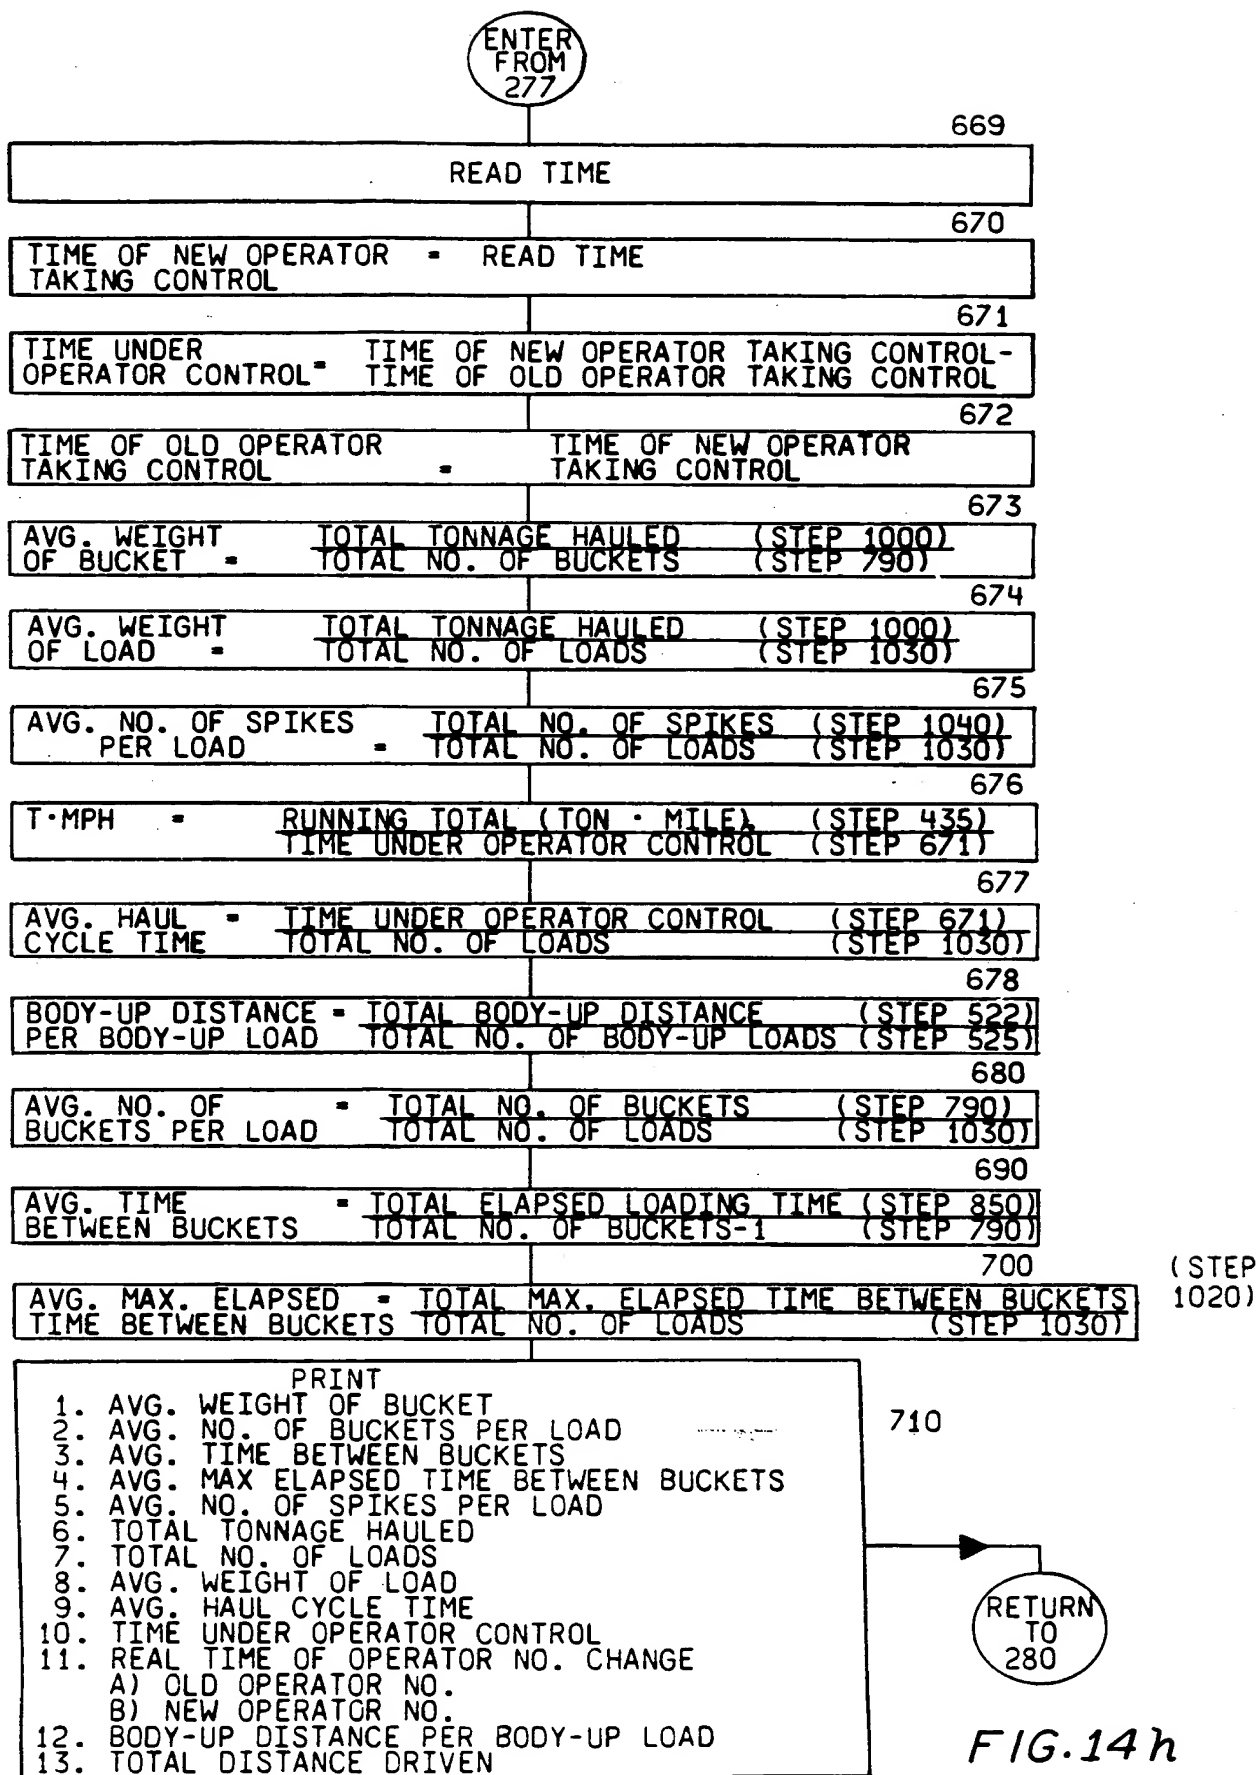 ENTER
FROM
277
669
READ TIME
670
TIME OF NEW OPERATOR = READ TIME
TAKING CONTROL
671
TIME UNDER TIME OF NEW OPERATOR TAKING CONTROL-
OPERATOR CONTROL= TIME OF OLD OPERATOR TAKING CONTROL
672
TIME OF OLD OPERATOR TIME OF NEW OPERATOR
TAKING CONTROL = TAKING CONTROL
673
AVG. WEIGHT TOTAL TONNAGE HAULED (STEP 1000)
OF BUCKET = TOTAL NO. OF BUCKETS (STEP 790)
674
AVG. WEIGHT TOTAL TONNAGE HAULED (STEP 1000)
OF LOAD = TOTAL NO. OF LOADS (STEP 1030)
675
AVG. NO. OF SPIKES TOTAL NO. OF SPIKES (STEP 1040)
PER LOAD = TOTAL NO. OF LOADS (STEP 1030)
676
T·MPH = RUNNING TOTAL (TON · MILE) (STEP 435)
TIME UNDER OPERATOR CONTROL (STEP 671)
677
AVG. HAUL = TIME UNDER OPERATOR CONTROL (STEP 671)
CYCLE TIME TOTAL NO. OF LOADS (STEP 1030)
678
BODY-UP DISTANCE = TOTAL BODY-UP DISTANCE (STEP 522)
PER BODY-UP LOAD TOTAL NO. OF BODY-UP LOADS (STEP 525)
680
AVG. NO. OF = TOTAL NO. OF BUCKETS (STEP 790)
BUCKETS PER LOAD TOTAL NO. OF LOADS (STEP 1030)
690
AVG. TIME = TOTAL ELAPSED LOADING TIME (STEP 850)
BETWEEN BUCKETS TOTAL NO. OF BUCKETS-1 (STEP 790)
700
AVG. MAX. ELAPSED = TOTAL MAX. ELAPSED TIME BETWEEN BUCKETS (STEP
TIME BETWEEN BUCKETS TOTAL NO. OF LOADS (STEP 1030) 1020)
PRINT
1. AVG. WEIGHT OF BUCKET
2. AVG. NO. OF BUCKETS PER LOAD
3. AVG. TIME BETWEEN BUCKETS
4. AVG. MAX ELAPSED TIME BETWEEN BUCKETS
5. AVG. NO. OF SPIKES PER LOAD
6. TOTAL TONNAGE HAULED
7. TOTAL NO. OF LOADS
8. AVG. WEIGHT OF LOAD
9. AVG. HAUL CYCLE TIME
10. TIME UNDER OPERATOR CONTROL
11. REAL TIME OF OPERATOR NO. CHANGE
A) OLD OPERATOR NO.
B) NEW OPERATOR NO.
12. BODY-UP DISTANCE PER BODY-UP LOAD
13. TOTAL DISTANCE DRIVEN
710
RETURN
TO
280
FIG.14h